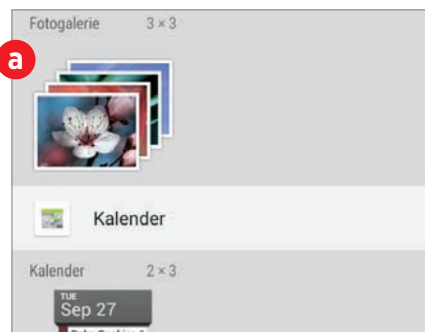 Fotogalerie 3 × 3
a
Kalender
Kalender 2 × 3
TUE
Sep 27